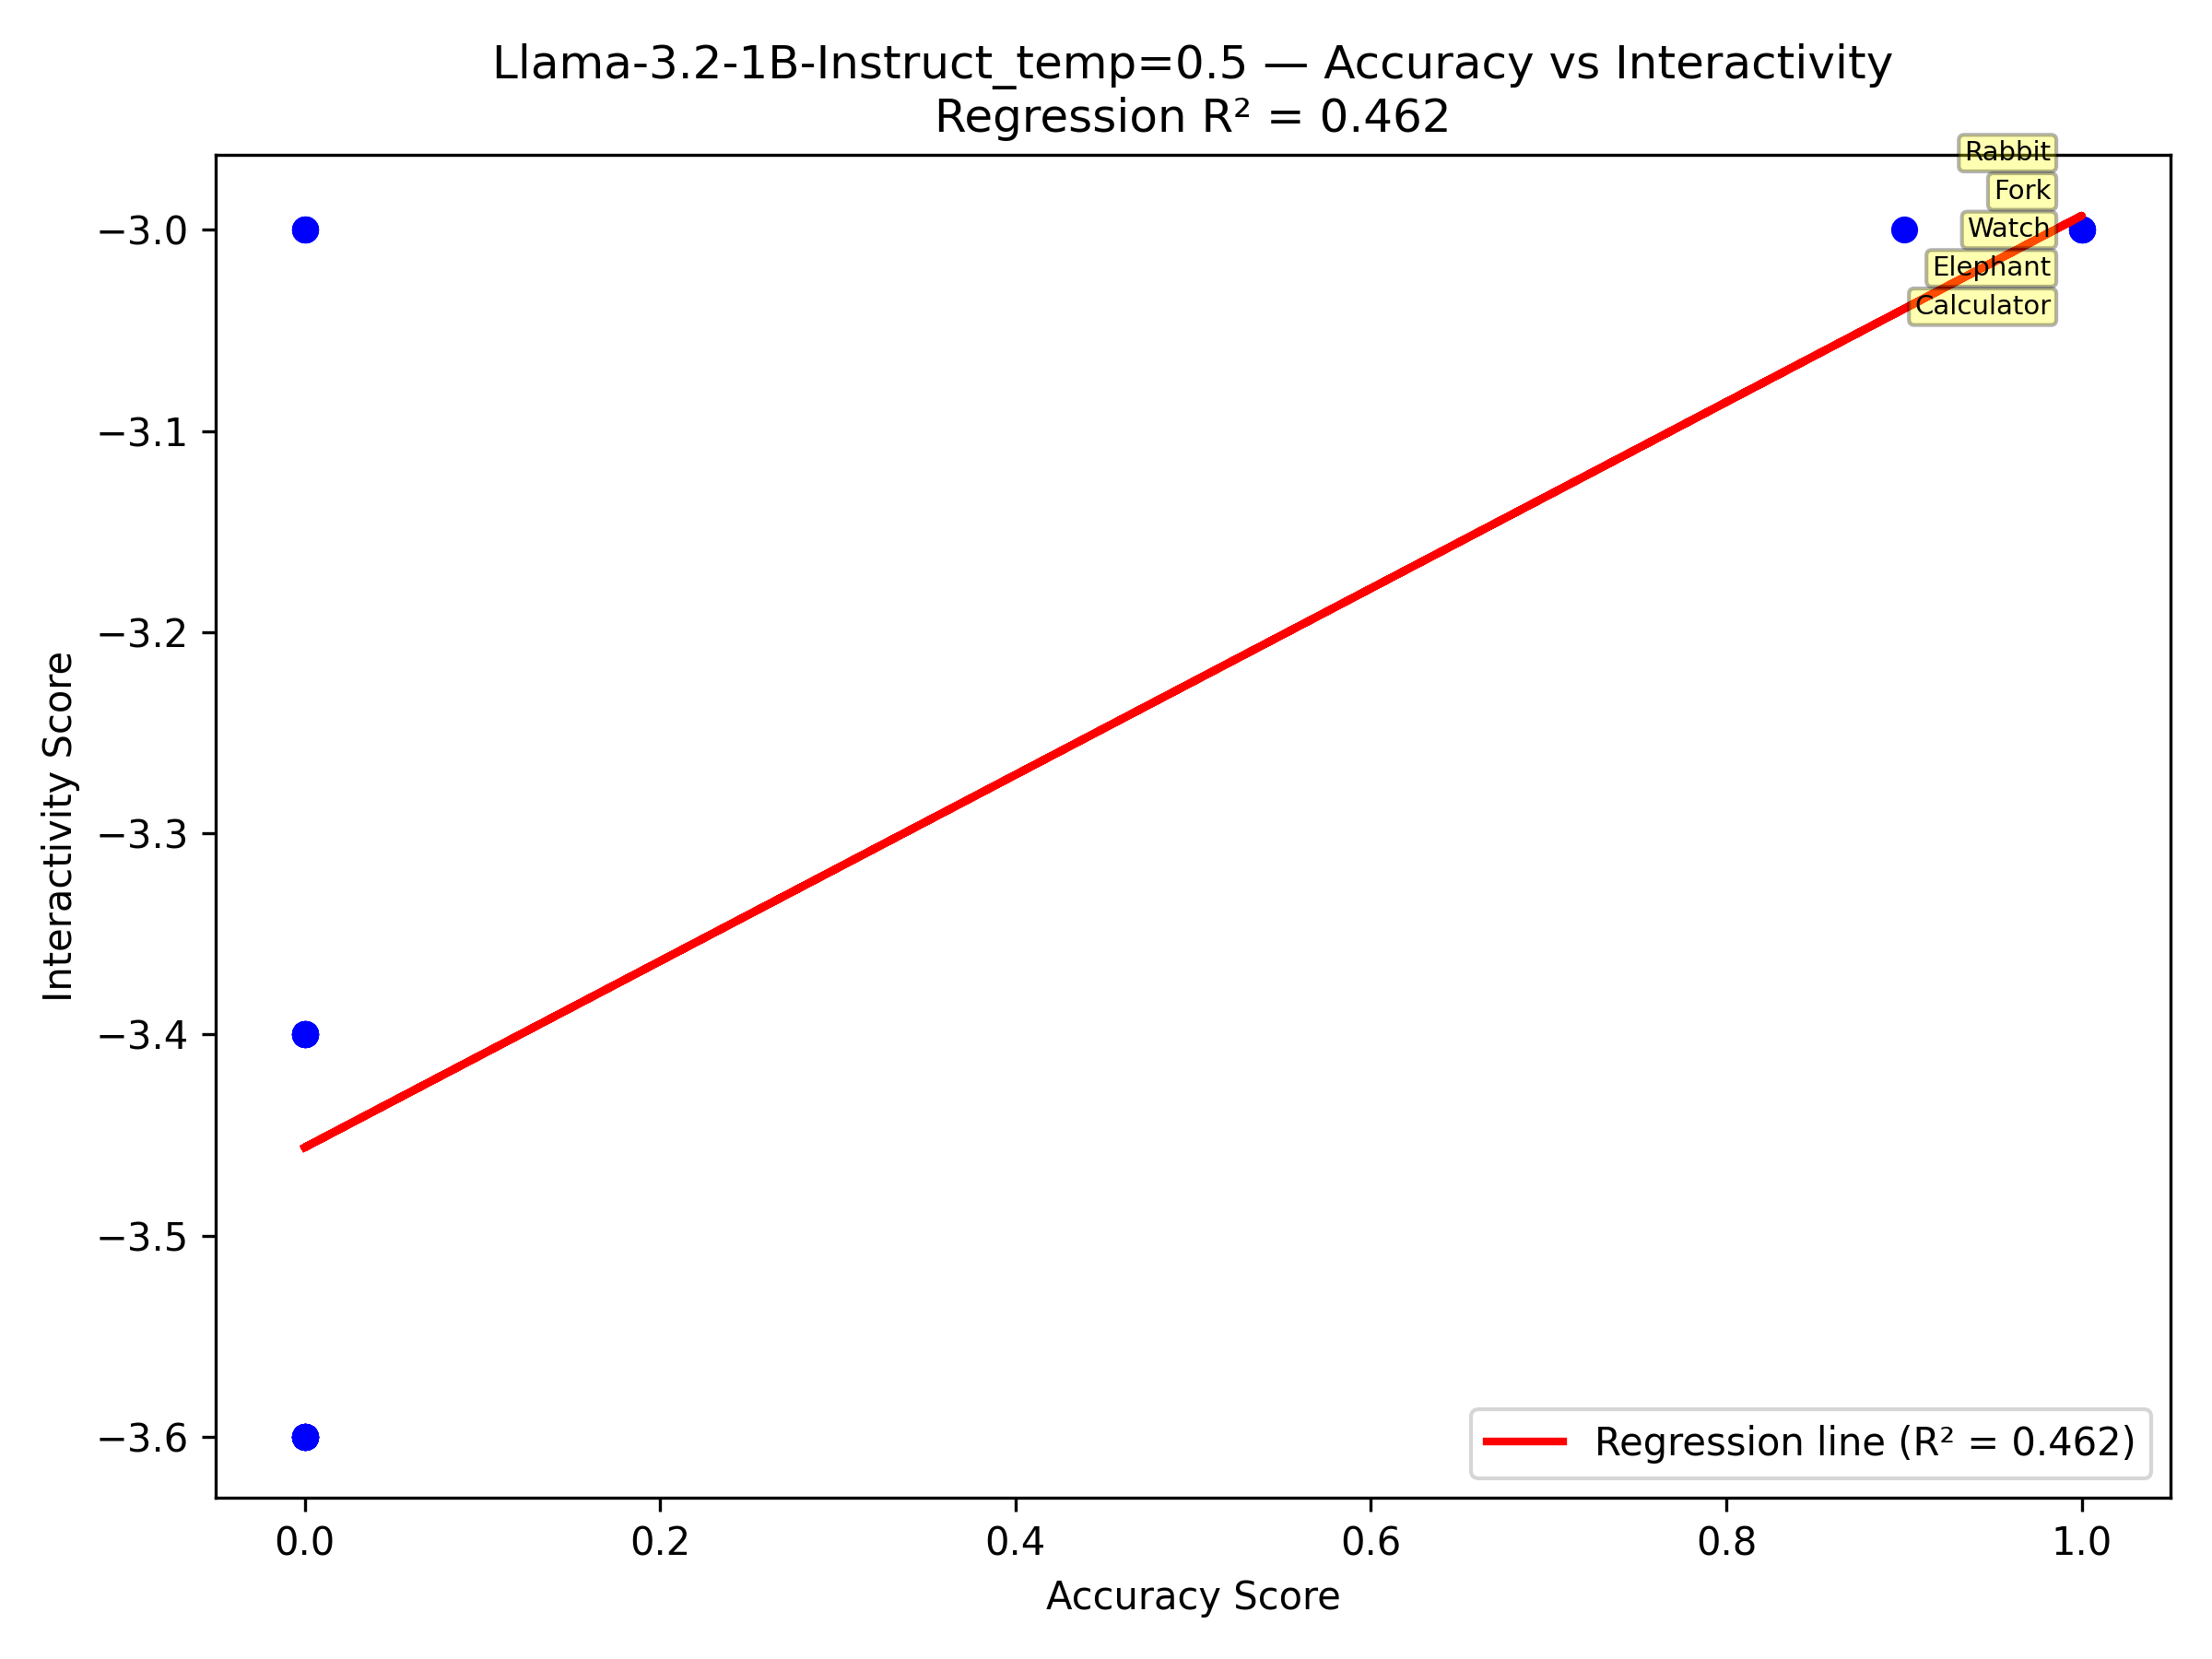 Llama-3.2-1B-Instruct_temp=0.5 — Accuracy vs Interactivity
Regression R² = 0.462
Rabbit
Fork
Watch
Elephant
Calculator
−3.0
−3.1
−3.2
−3.3
−3.4
−3.5
−3.6
Interactivity Score
Regression line (R² = 0.462)
0.0 0.2 0.4 0.6 0.8 1.0
Accuracy Score